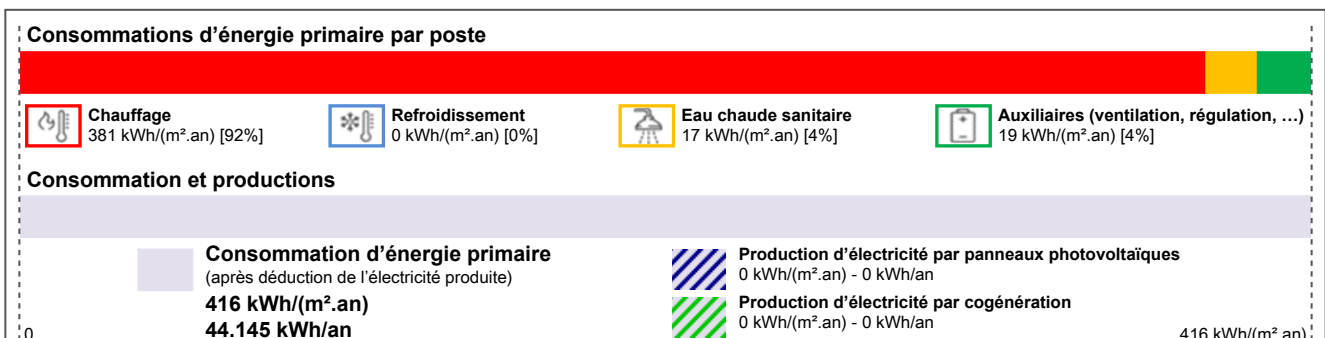 Consommations d'énergie primaire par poste
Chauffage
381 kWh/(m².an) [92%]
Refroidissement
0 kWh/(m².an) [0%]
Eau chaude sanitaire
17 kWh/(m².an) [4%]
Auxiliaires (ventilation, régulation, …)
19 kWh/(m².an) [4%]
Consommation et productions
Consommation d'énergie primaire
(après déduction de l'électricité produite)
416 kWh/(m².an)
44.145 kWh/an
Production d'électricité par panneaux photovoltaïques
0 kWh/(m².an) - 0 kWh/an
Production d'électricité par cogénération
0 kWh/(m².an) - 0 kWh/an
0
416 kWh/(m².an)